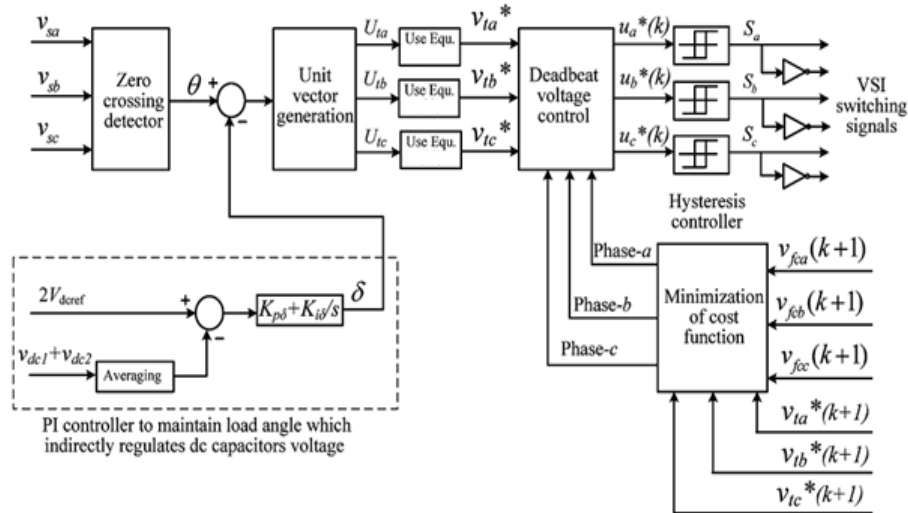 v_sa
v_sb
v_sc
Zero
crossing
detector
θ
+
−
Unit
vector
generation
U_ta
U_tb
U_tc
Use Equ.
Use Equ.
Use Equ.
v_ta*
v_tb*
v_tc*
Deadbeat
voltage
control
u_a*(k)
u_b*(k)
u_c*(k)
S_a
S_b
S_c
VSI
switching
signals
Hysteresis
controller
Phase-a
Phase-b
Phase-c
Minimization
of cost
function
v_fca(k+1)
v_fcb(k+1)
v_fcc(k+1)
v_ta*(k+1)
v_tb*(k+1)
v_tc*(k+1)
2V_dcref
+
−
K_pδ+K_iδ/s
δ
v_dc1+v_dc2
Averaging
PI controller to maintain load angle which
indirectly regulates dc capacitors voltage